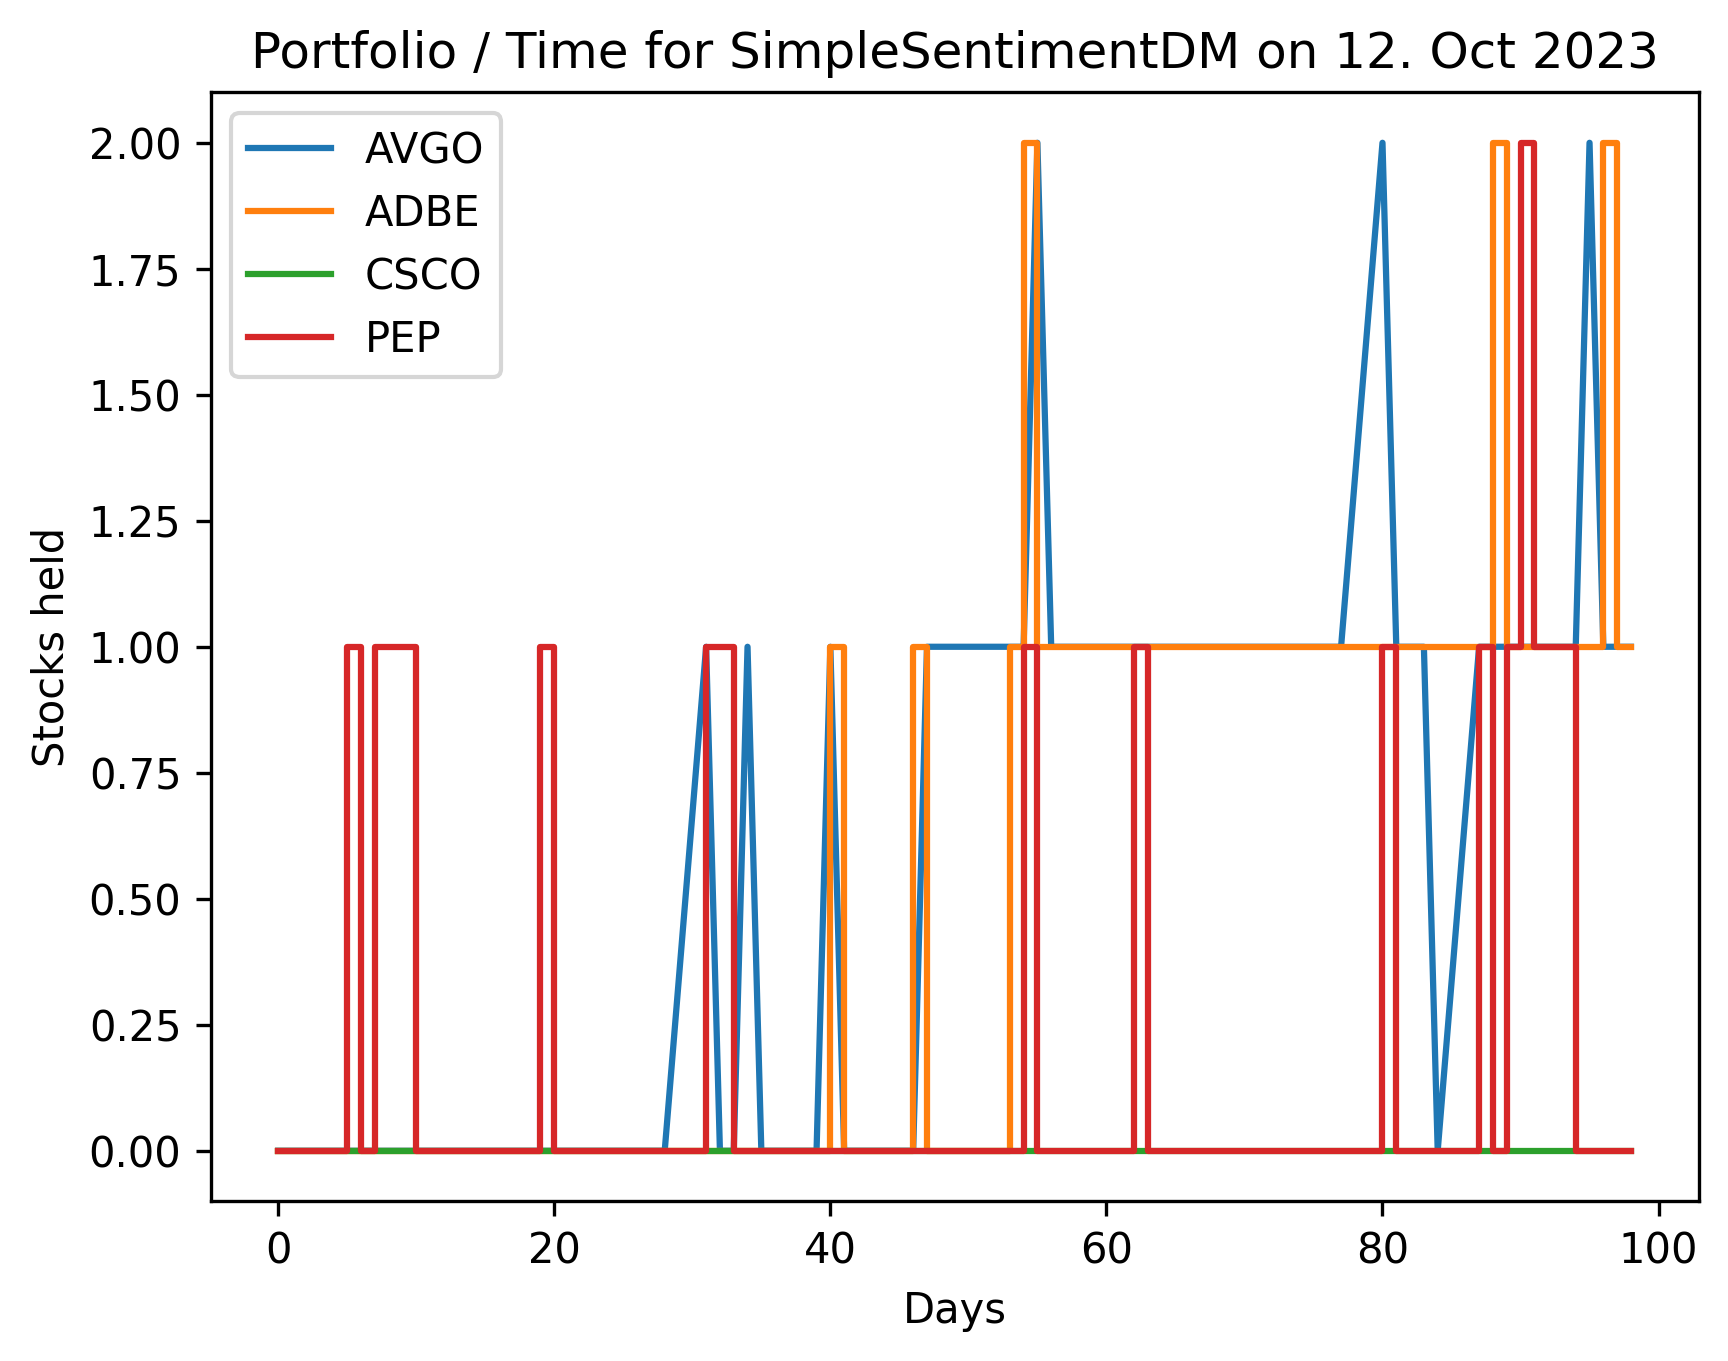 Portfolio / Time for SimpleSentimentDM on 12. Oct 2023
AVGO
ADBE
CSCO
PEP
2.00
1.75
1.50
1.25
1.00
0.75
0.50
0.25
0.00
Stocks held
0 20 40 60 80 100
Days